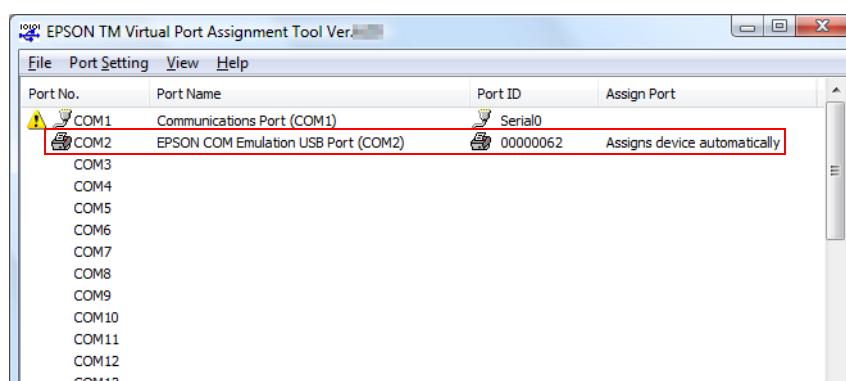 EPSON TM Virtual Port Assignment Tool Ver.
File Port Setting View Help
Port No. Port Name Port ID Assign Port
COM1 Communications Port (COM1) Serial0
COM2 EPSON COM Emulation USB Port (COM2) 00000062 Assigns device automatically
COM3
COM4
COM5
COM6
COM7
COM8
COM9
COM10
COM11
COM12